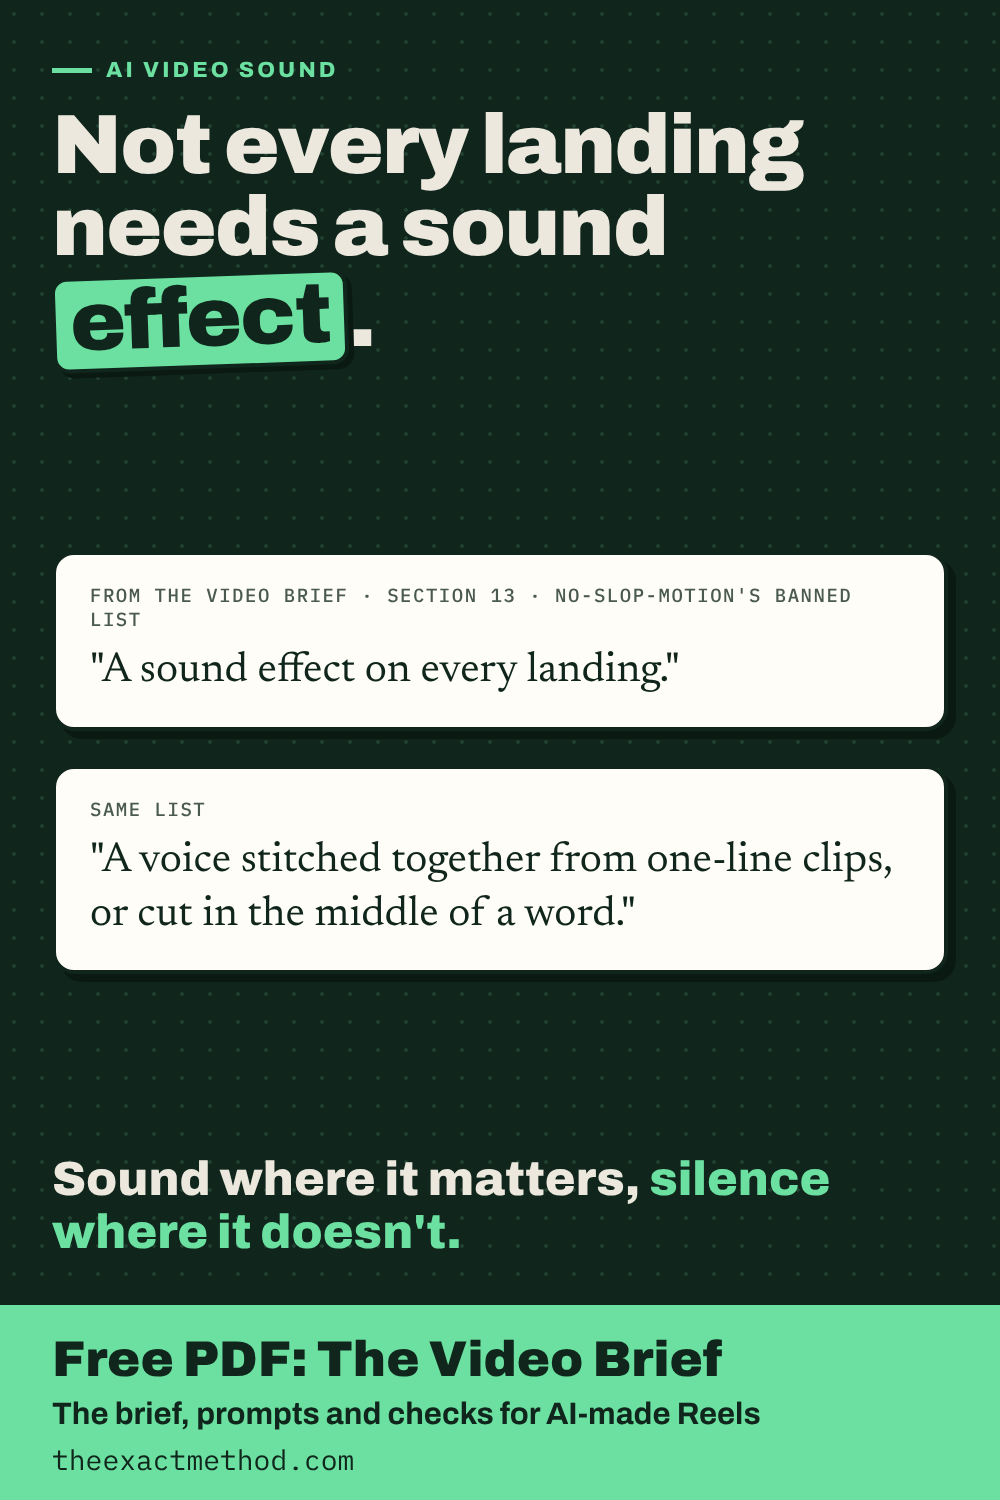 AI VIDEO SOUND
Not every landing
needs a sound
effect.
FROM THE VIDEO BRIEF · SECTION 13 · NO-SLOP-MOTION'S BANNED
LIST
"A sound effect on every landing."
SAME LIST
"A voice stitched together from one-line clips,
or cut in the middle of a word."
Sound where it matters, silence
where it doesn't.
Free PDF: The Video Brief
The brief, prompts and checks for AI-made Reels
theexactmethod.com